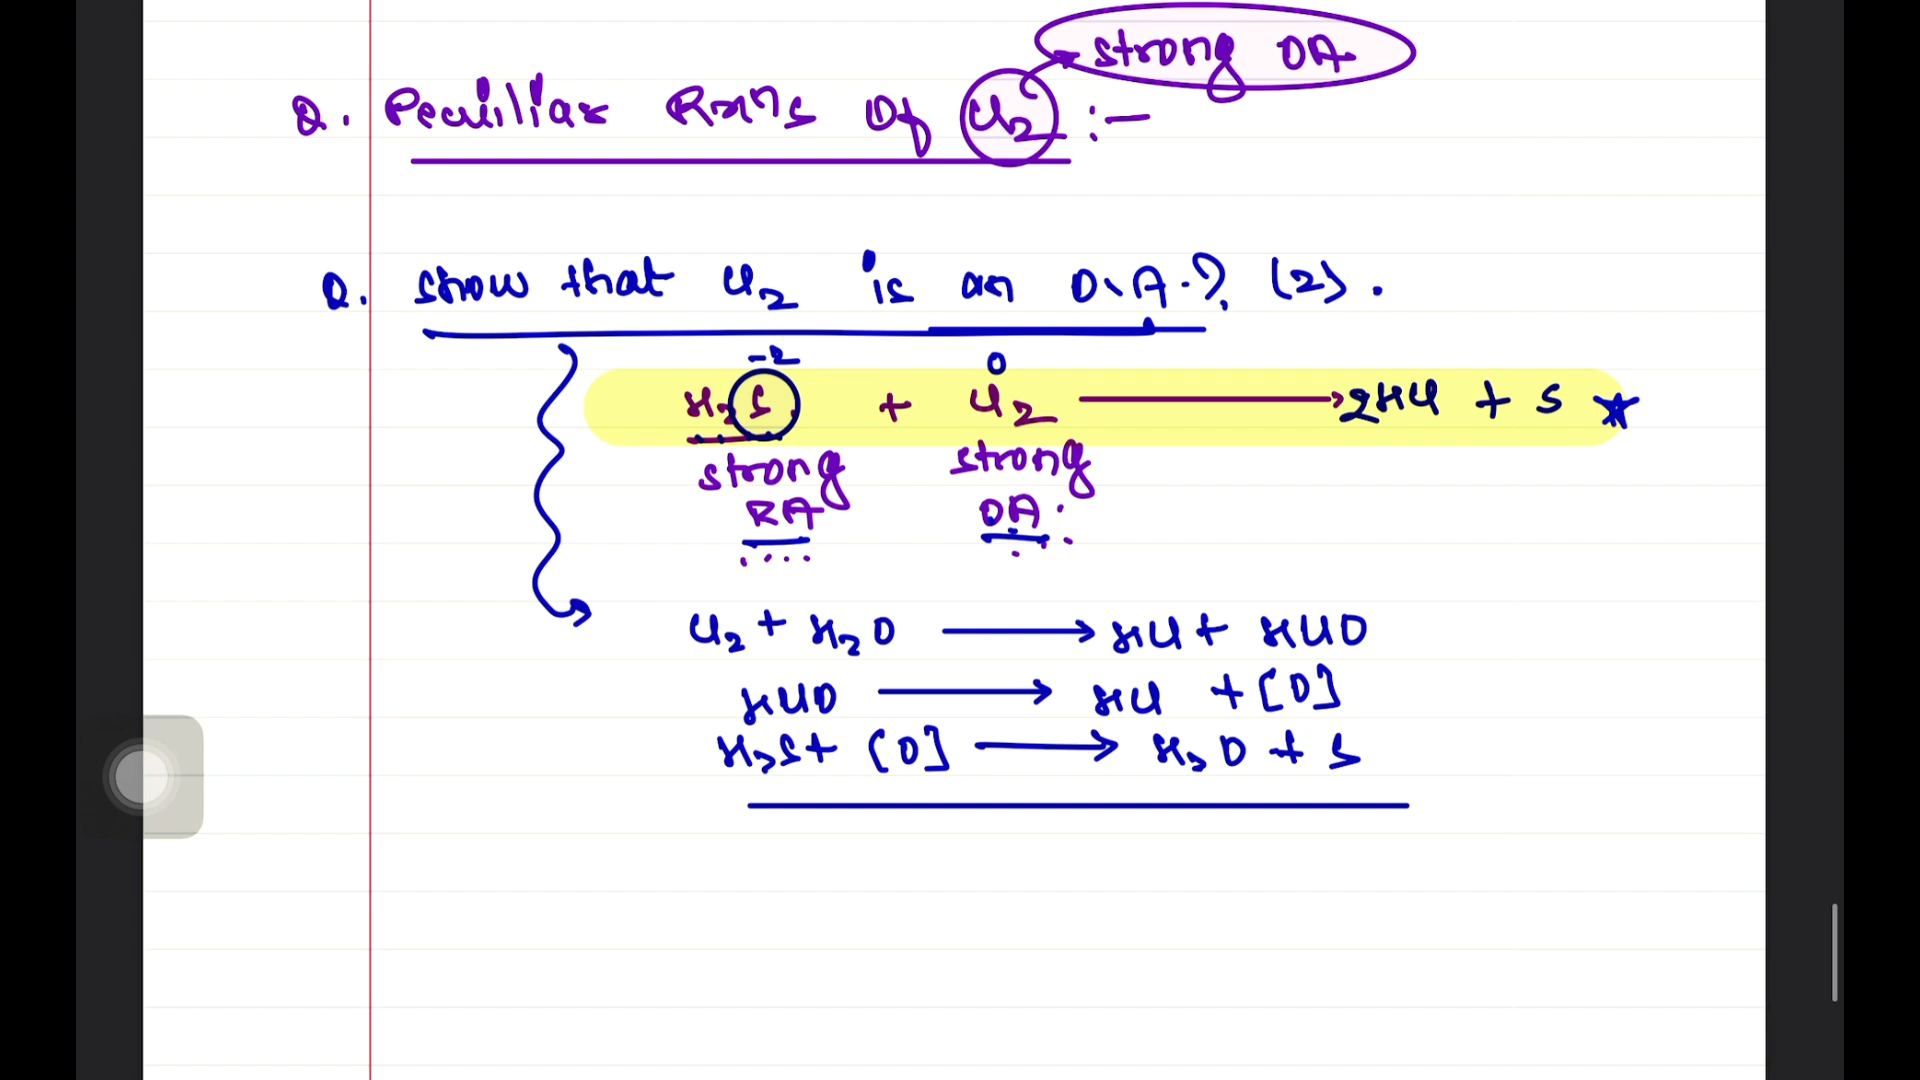 strong OA.
Q. Peculiar Rxns Of Cl2 :-
Q. Show that Cl2 is an O.A.? (2).
-2 0
H2S + Cl2 → 2HCl + S ★
strong strong
RA OA
Cl2 + H2O → HCl + HClO
HClO → HCl + [O]
H2S + [O] → H2O + S